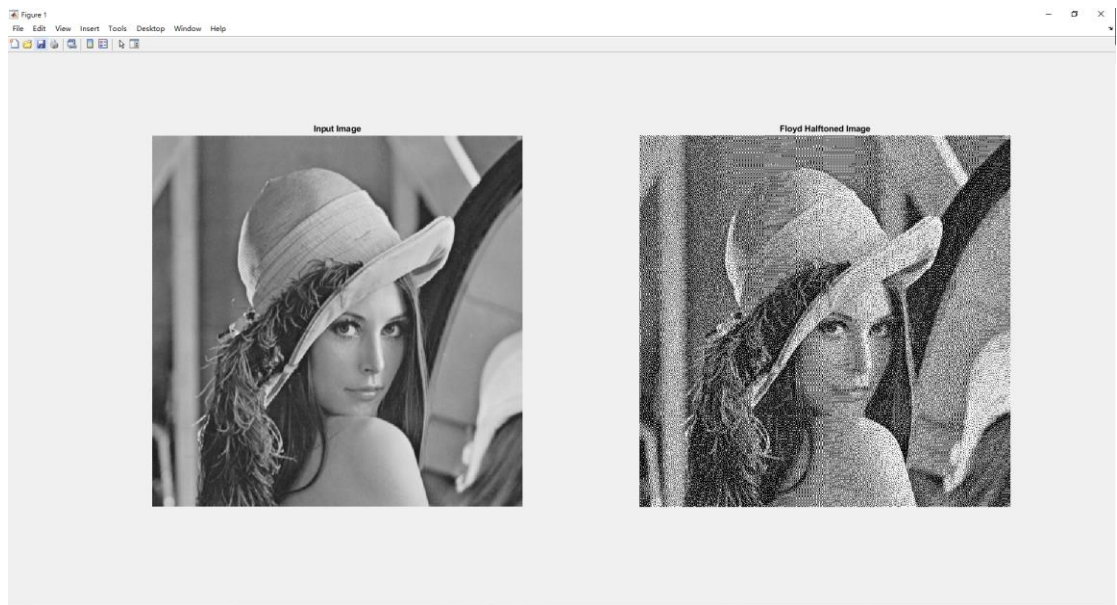 Figure 1
File Edit View Insert Tools Desktop Window Help
Input Image
Floyd Halftoned Image